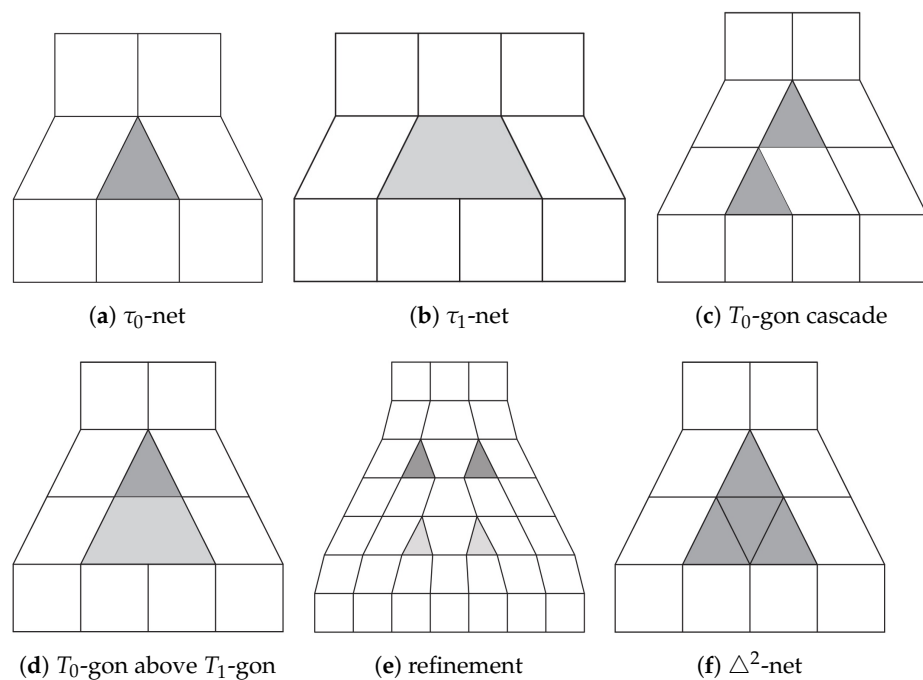 (a) τ₀-net
(b) τ₁-net
(c) T₀-gon cascade
(d) T₀-gon above T₁-gon
(e) refinement
(f) △²-net